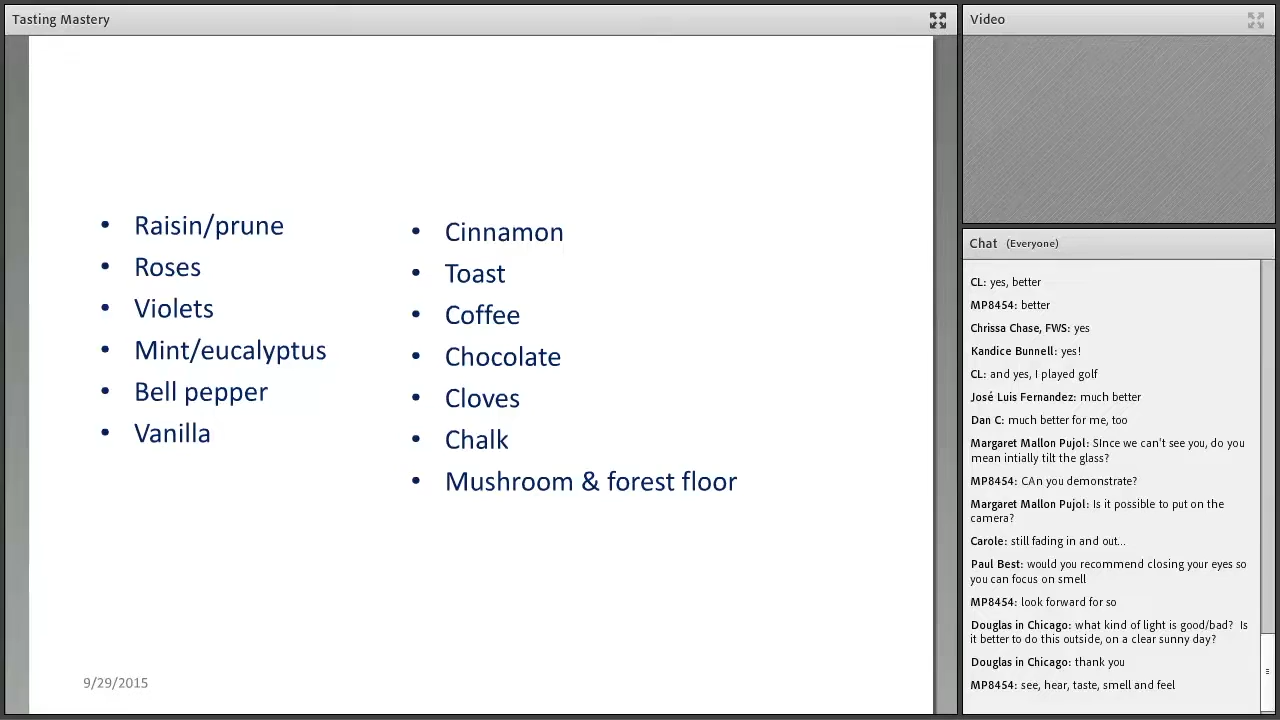 Tasting Mastery
Raisin/prune
Roses
Violets
Mint/eucalyptus
Bell pepper
Vanilla
Cinnamon
Toast
Coffee
Chocolate
Cloves
Chalk
Mushroom & forest floor
9/29/2015
Video
Chat (Everyone)
CL: yes, better
MP8454: better
Chrissa Chase, FWS: yes
Kandice Bunnell: yes!
CL: and yes, I played golf
José Luis Fernandez: much better
Dan C: much better for me, too
Margaret Mallon Pujol: SInce we can't see you, do you
mean intially tilt the glass?
MP8454: CAn you demonstrate?
Margaret Mallon Pujol: Is it possible to put on the
camera?
Carole: still fading in and out...
Paul Best: would you recommend closing your eyes so
you can focus on smell
MP8454: look forward for so
Douglas in Chicago: what kind of light is good/bad? Is
it better to do this outside, on a clear sunny day?
Douglas in Chicago: thank you
MP8454: see, hear, taste, smell and feel